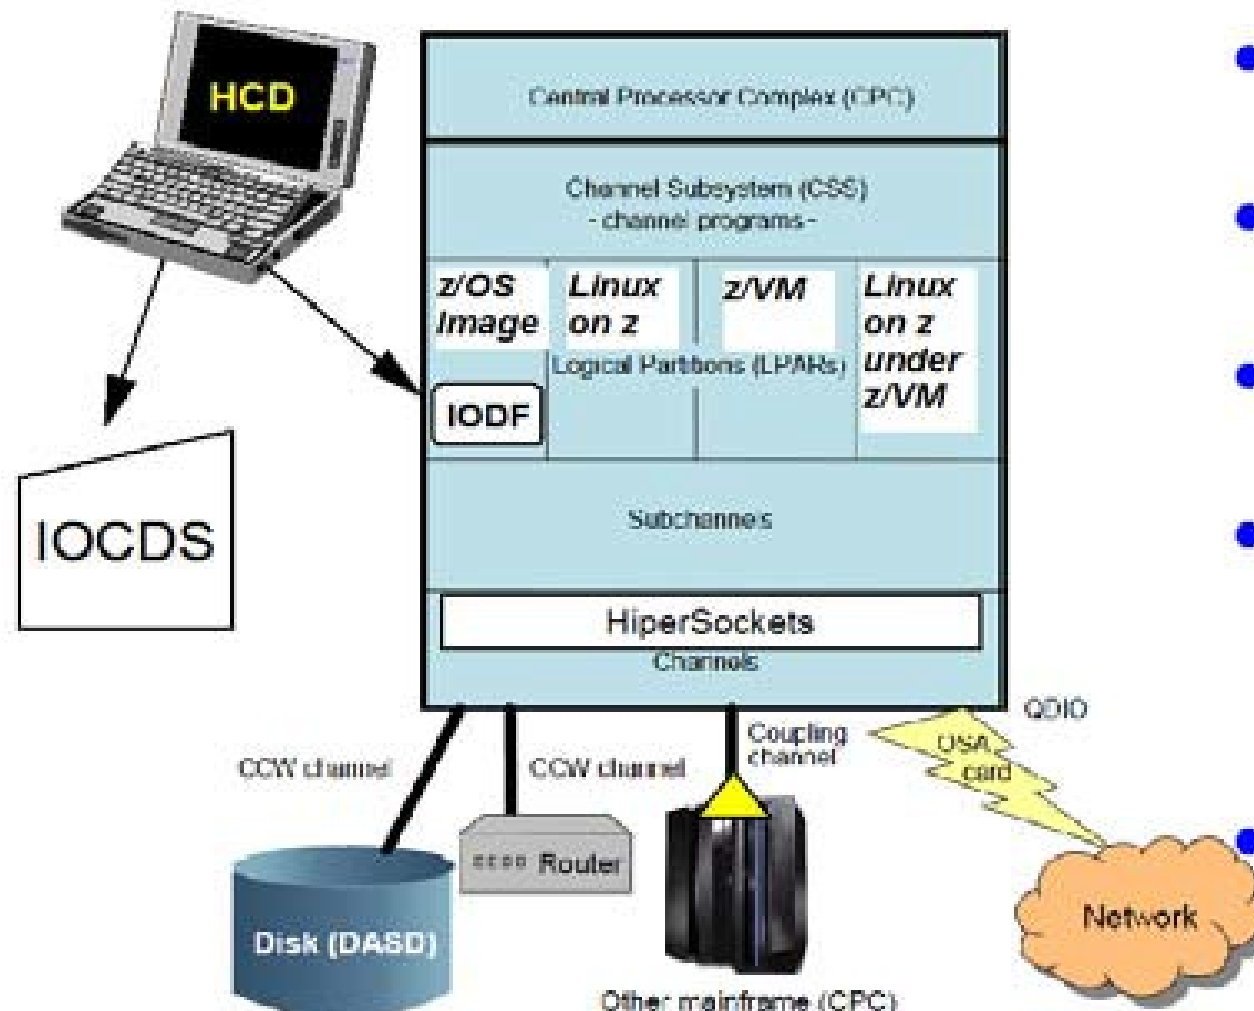 HCD
Central Processor Complex (CPC)
Channel Subsystem (CSS)
- channel programs -
z/OS
Image
Linux
on z
z/VM
Linux
on z
under
z/VM
Logical Partitions (LPARs)
IODF
IOCDS
Subchannels
HiperSockets
Channels
QDIO
CCW channel
CCW channel
Coupling
channel
OSA
card
Router
Disk (DASD)
Network
Other mainframe (CPC)